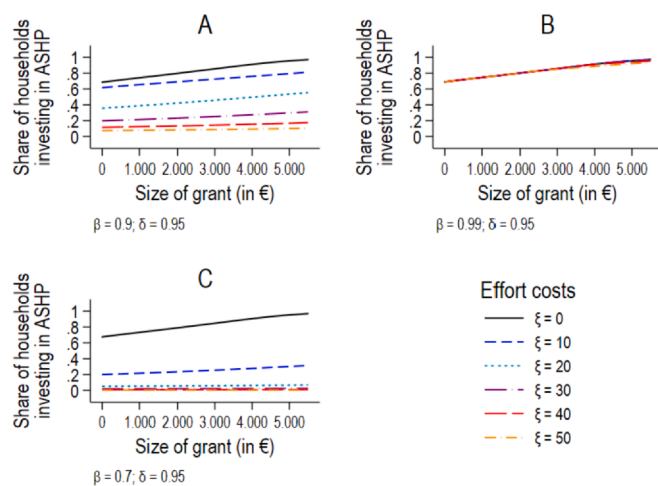 A
Share of households
investing in ASHP
1
.8
.6
.4
.2
0
0 1.000 2.000 3.000 4.000 5.000
Size of grant (in €)
β = 0.9; δ = 0.95
B
Share of households
investing in ASHP
1
.8
.6
.4
.2
0
0 1.000 2.000 3.000 4.000 5.000
Size of grant (in €)
β = 0.99; δ = 0.95
C
Share of households
investing in ASHP
1
.8
.6
.4
.2
0
0 1.000 2.000 3.000 4.000 5.000
Size of grant (in €)
β = 0.7; δ = 0.95
Effort costs
ξ = 0
ξ = 10
ξ = 20
ξ = 30
ξ = 40
ξ = 50